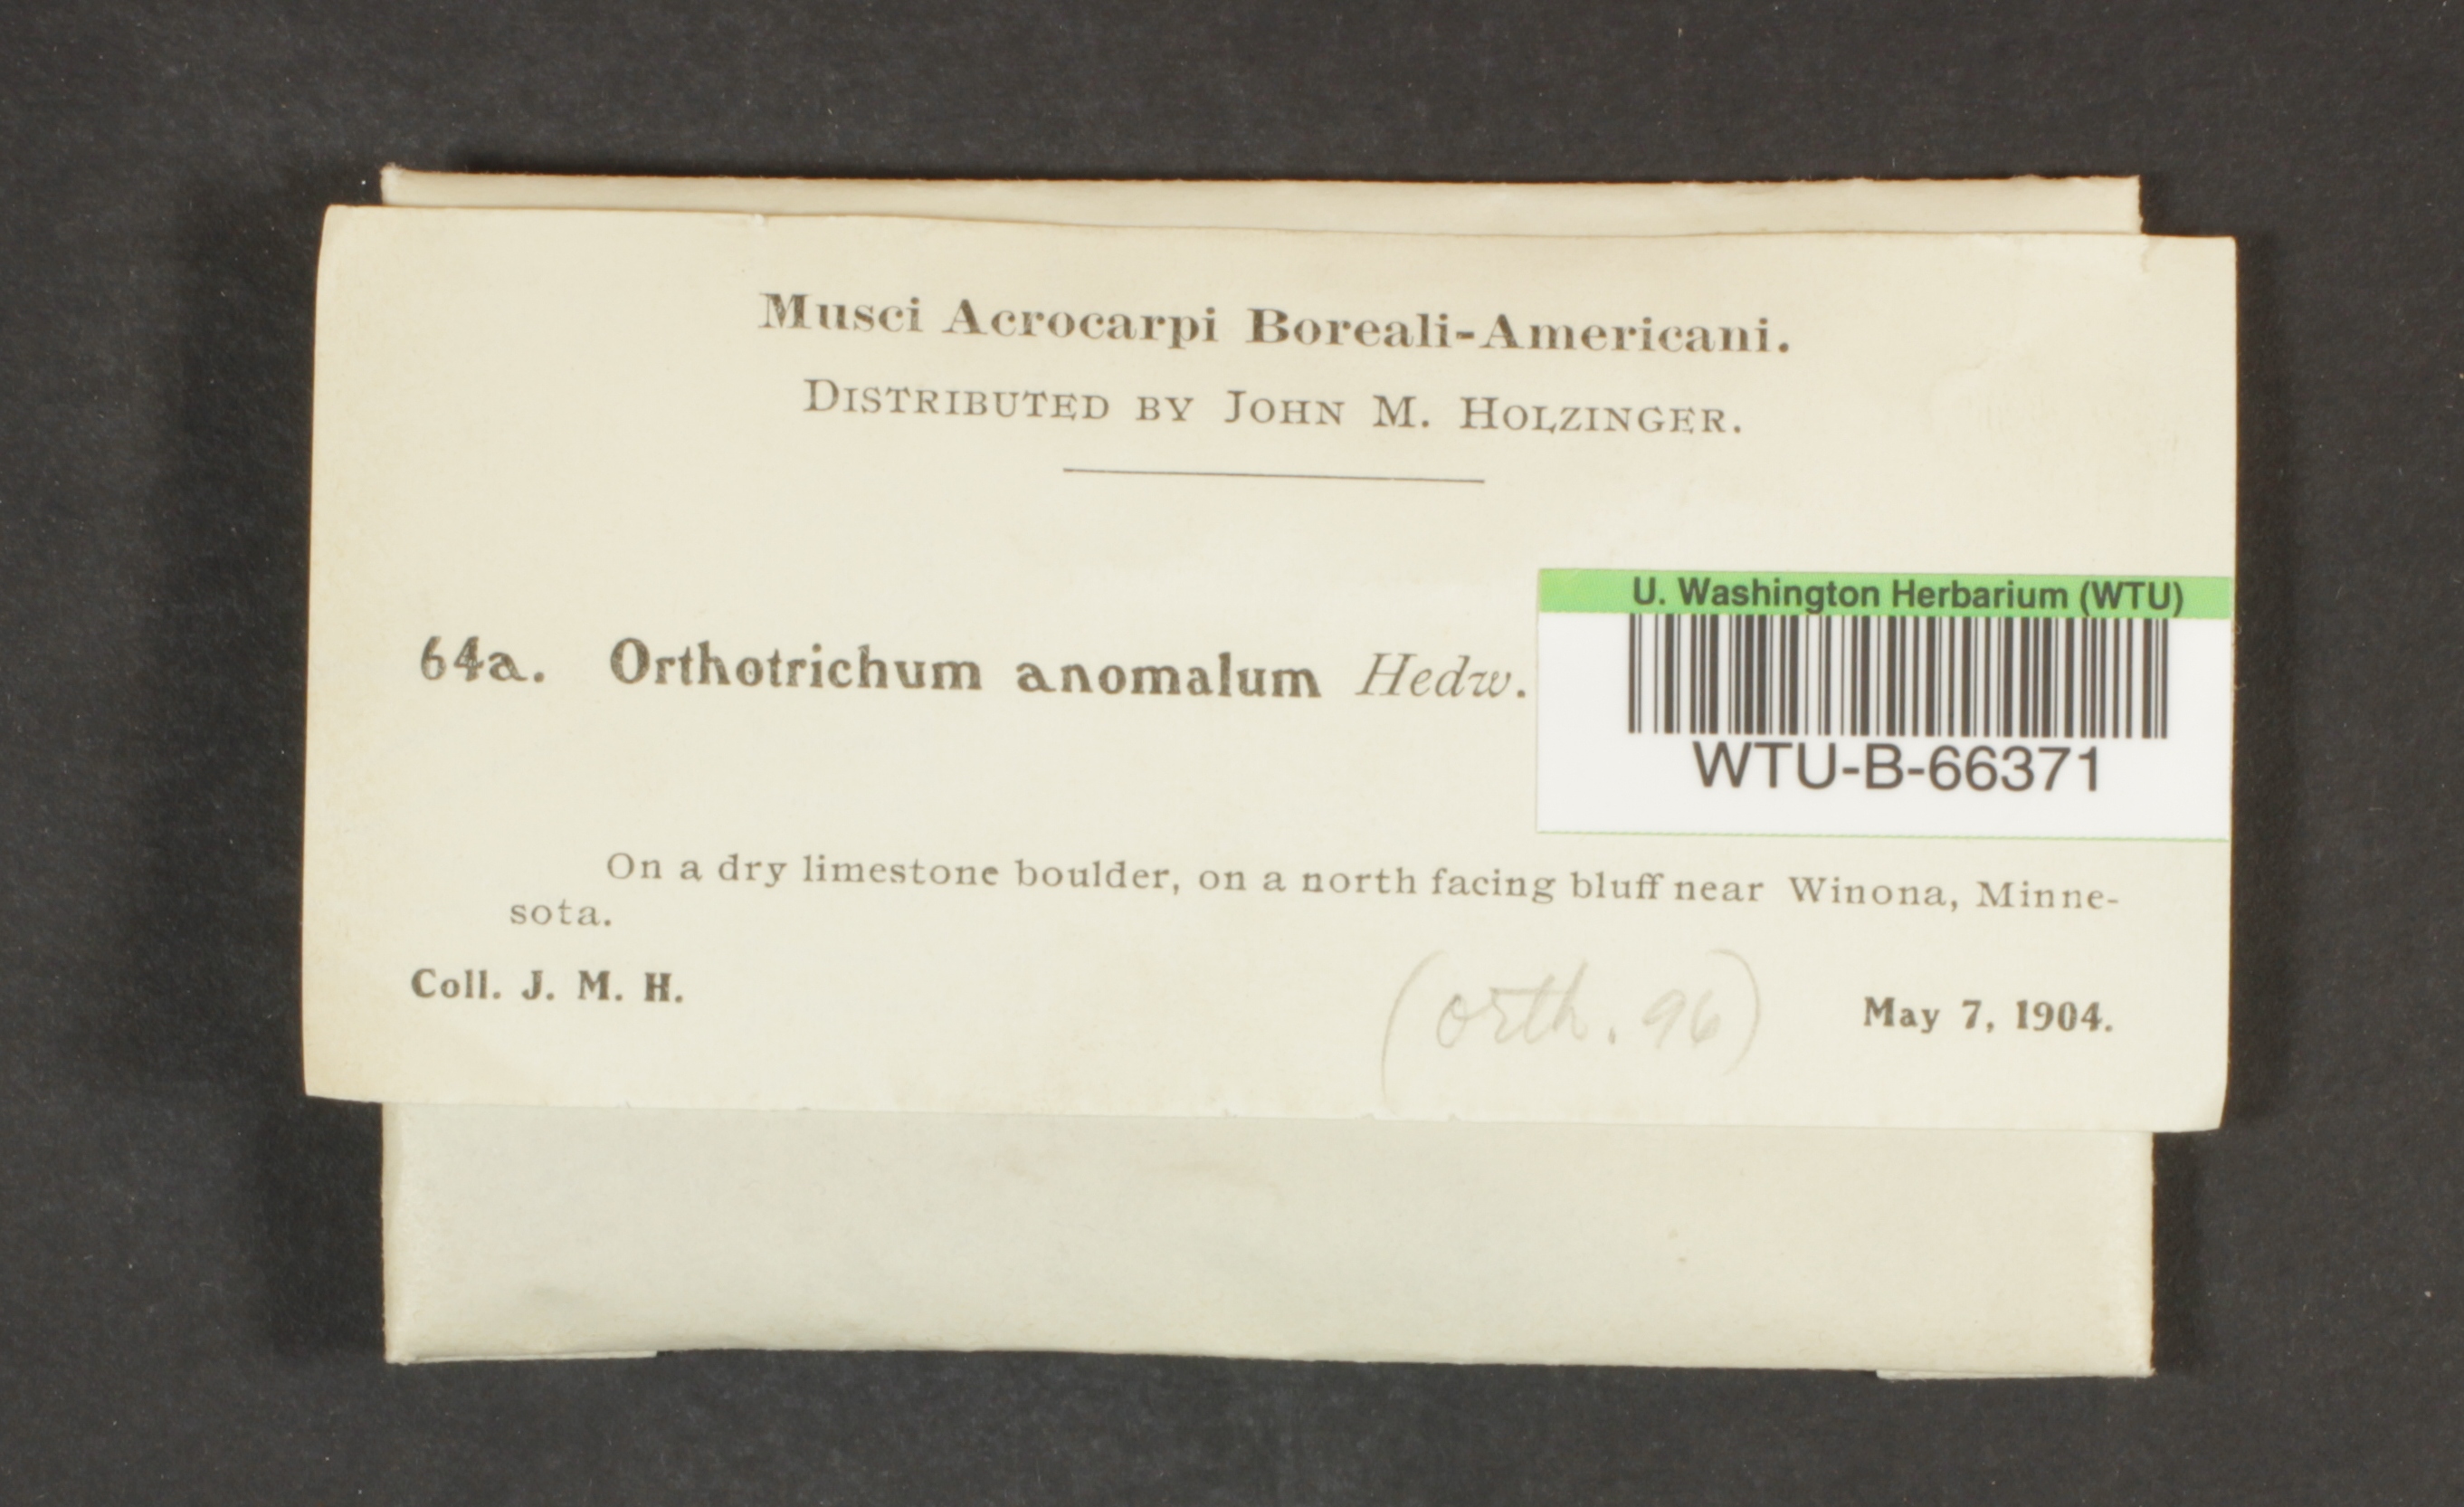 Musci Acrocarpi Boreali-Americani.
DISTRIBUTED BY JOHN M. HOLZINGER.
U. Washington Herbarium (WTU)
64a. Orthotrichum anomalum Hedw.
WTU-B-66371
On a dry limestone boulder, on a north facing bluff near Winona, Minne-
sota.
Coll. J. M. H.
(orth. 96)
May 7, 1904.